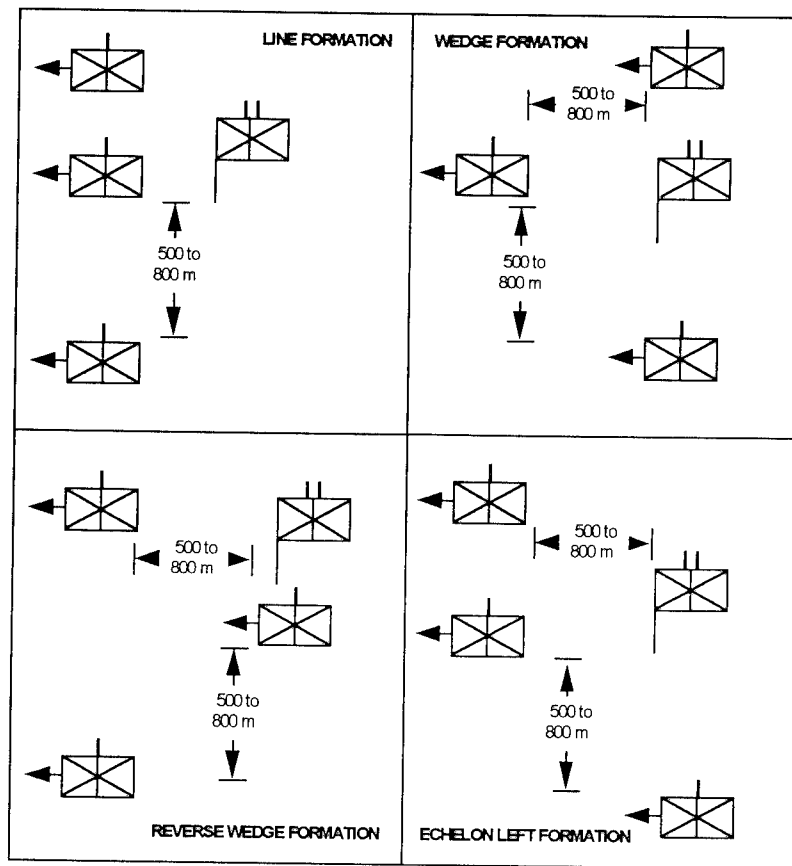 LINE FORMATION
500 to
800 m
WEDGE FORMATION
500 to
800 m
500 to
800 m
500 to
800 m
500 to
800 m
REVERSE WEDGE FORMATION
500 to
800 m
500 to
800 m
ECHELON LEFT FORMATION